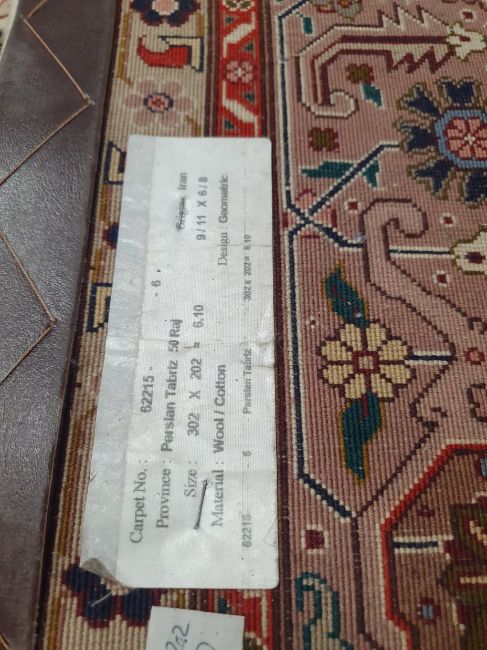 Carpet No. : 62215 - - 6 .
Province : Persian Tabriz 50 Raj Origin: Iran
Size : 302 X 202 = 6.10 9/11 X 6/8
Material : Wool / Cotton Design : Geometric
62215- 6 Persian Tabriz 302 X 202 = 6.10